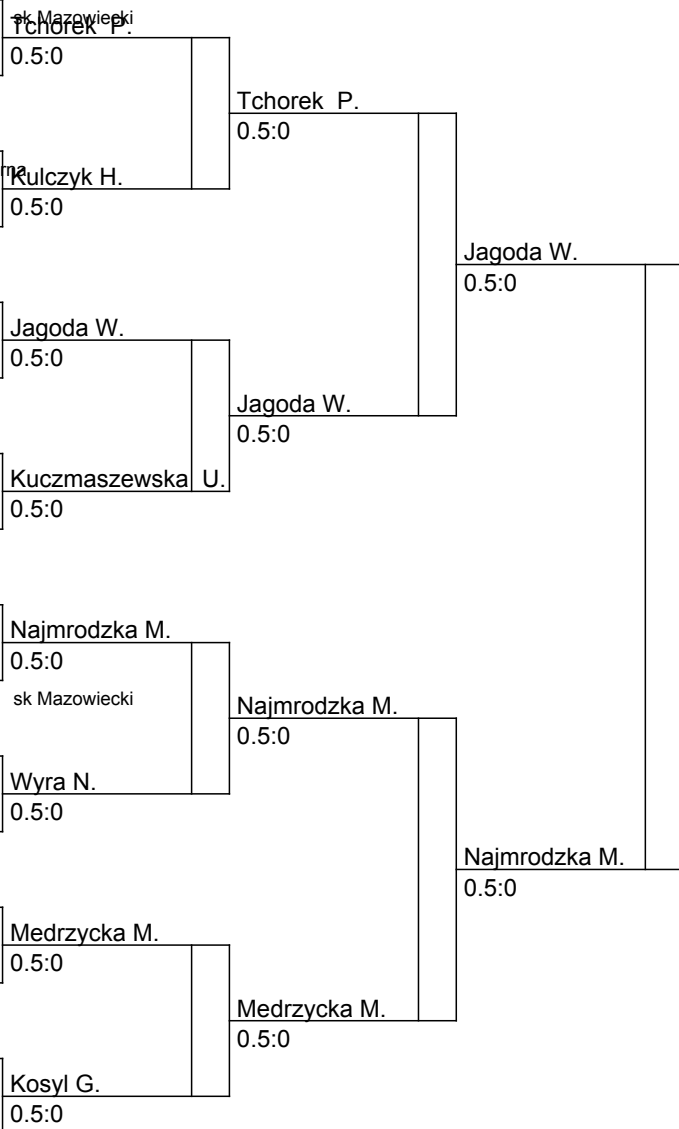 sk Mazowiecki
Tchorek P.
0.5:0
Tchorek P.
0.5:0
rna
Kulczyk H.
0.5:0
Jagoda W.
0.5:0
Jagoda W.
0.5:0
Jagoda W.
0.5:0
Kuczmaszewska U.
0.5:0
Najmrodzka M.
0.5:0
sk Mazowiecki
Najmrodzka M.
0.5:0
Wyra N.
0.5:0
Najmrodzka M.
0.5:0
Medrzycka M.
0.5:0
Medrzycka M.
0.5:0
Kosyl G.
0.5:0